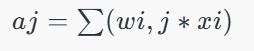 aj = ∑(wi, j * xi)